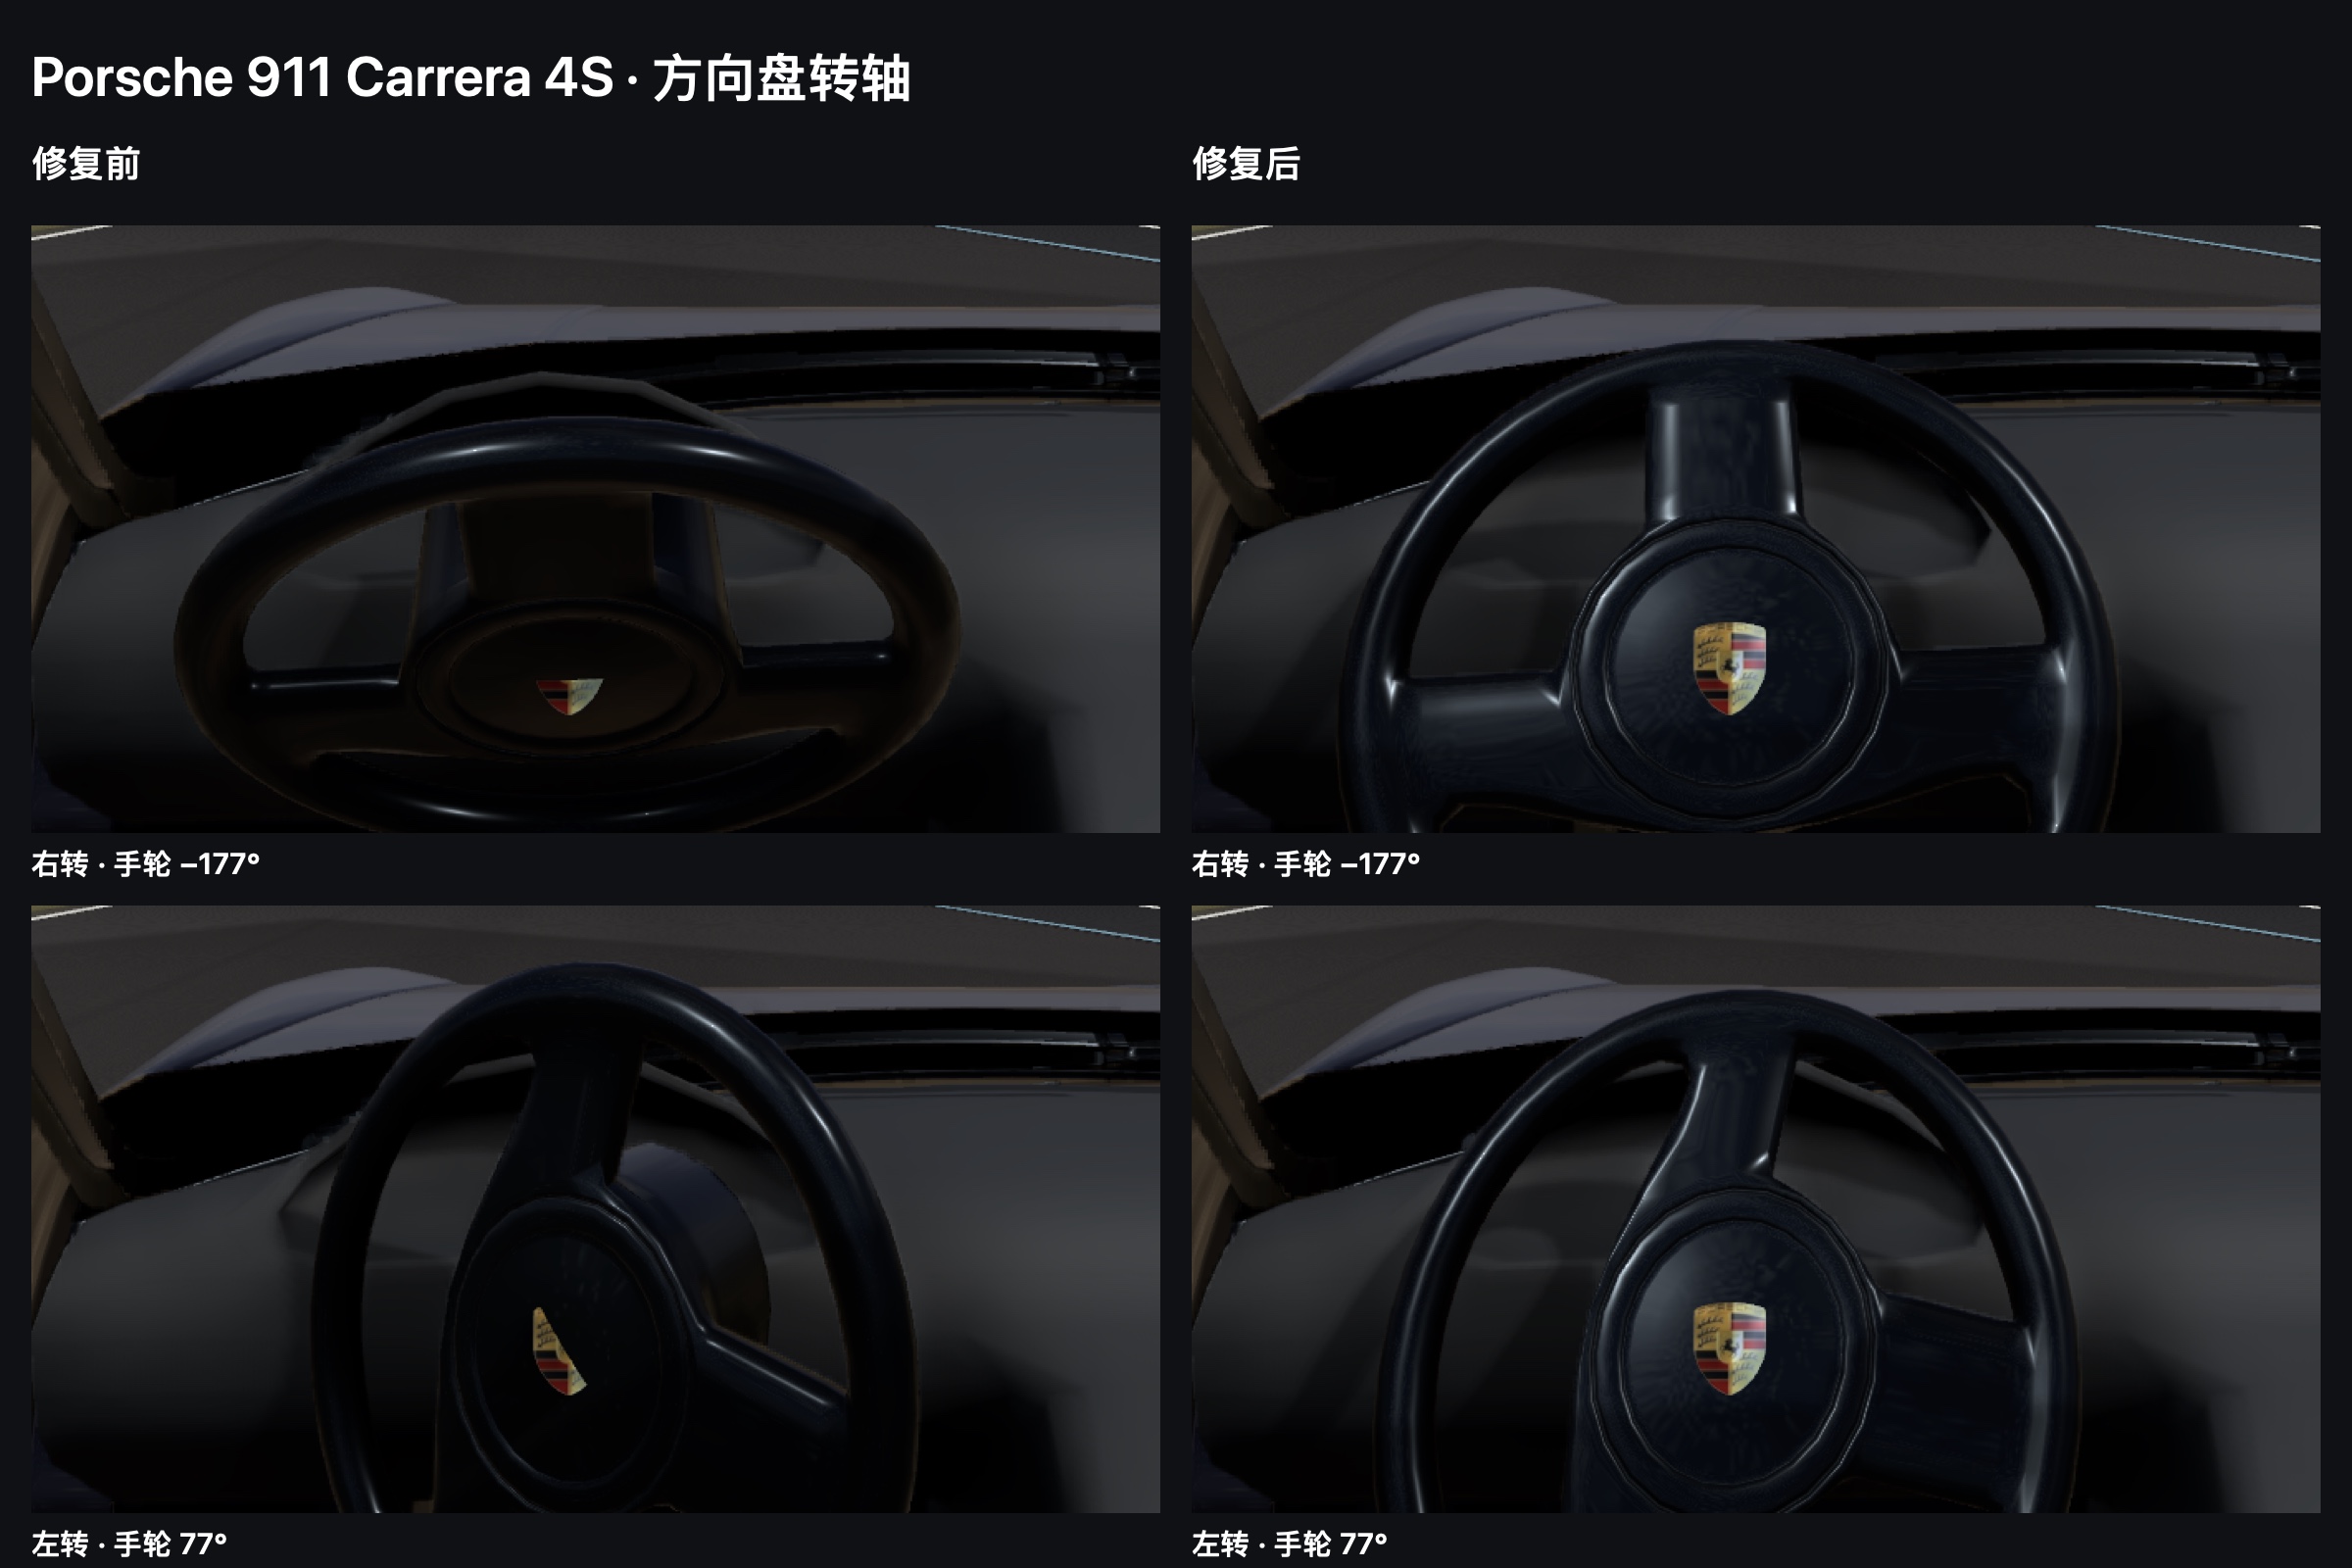 Porsche 911 Carrera 4S · 方向盘转轴
修复前
修复后
右转 · 手轮 –177°
右转 · 手轮 –177°
左转 · 手轮 77°
左转 · 手轮 77°